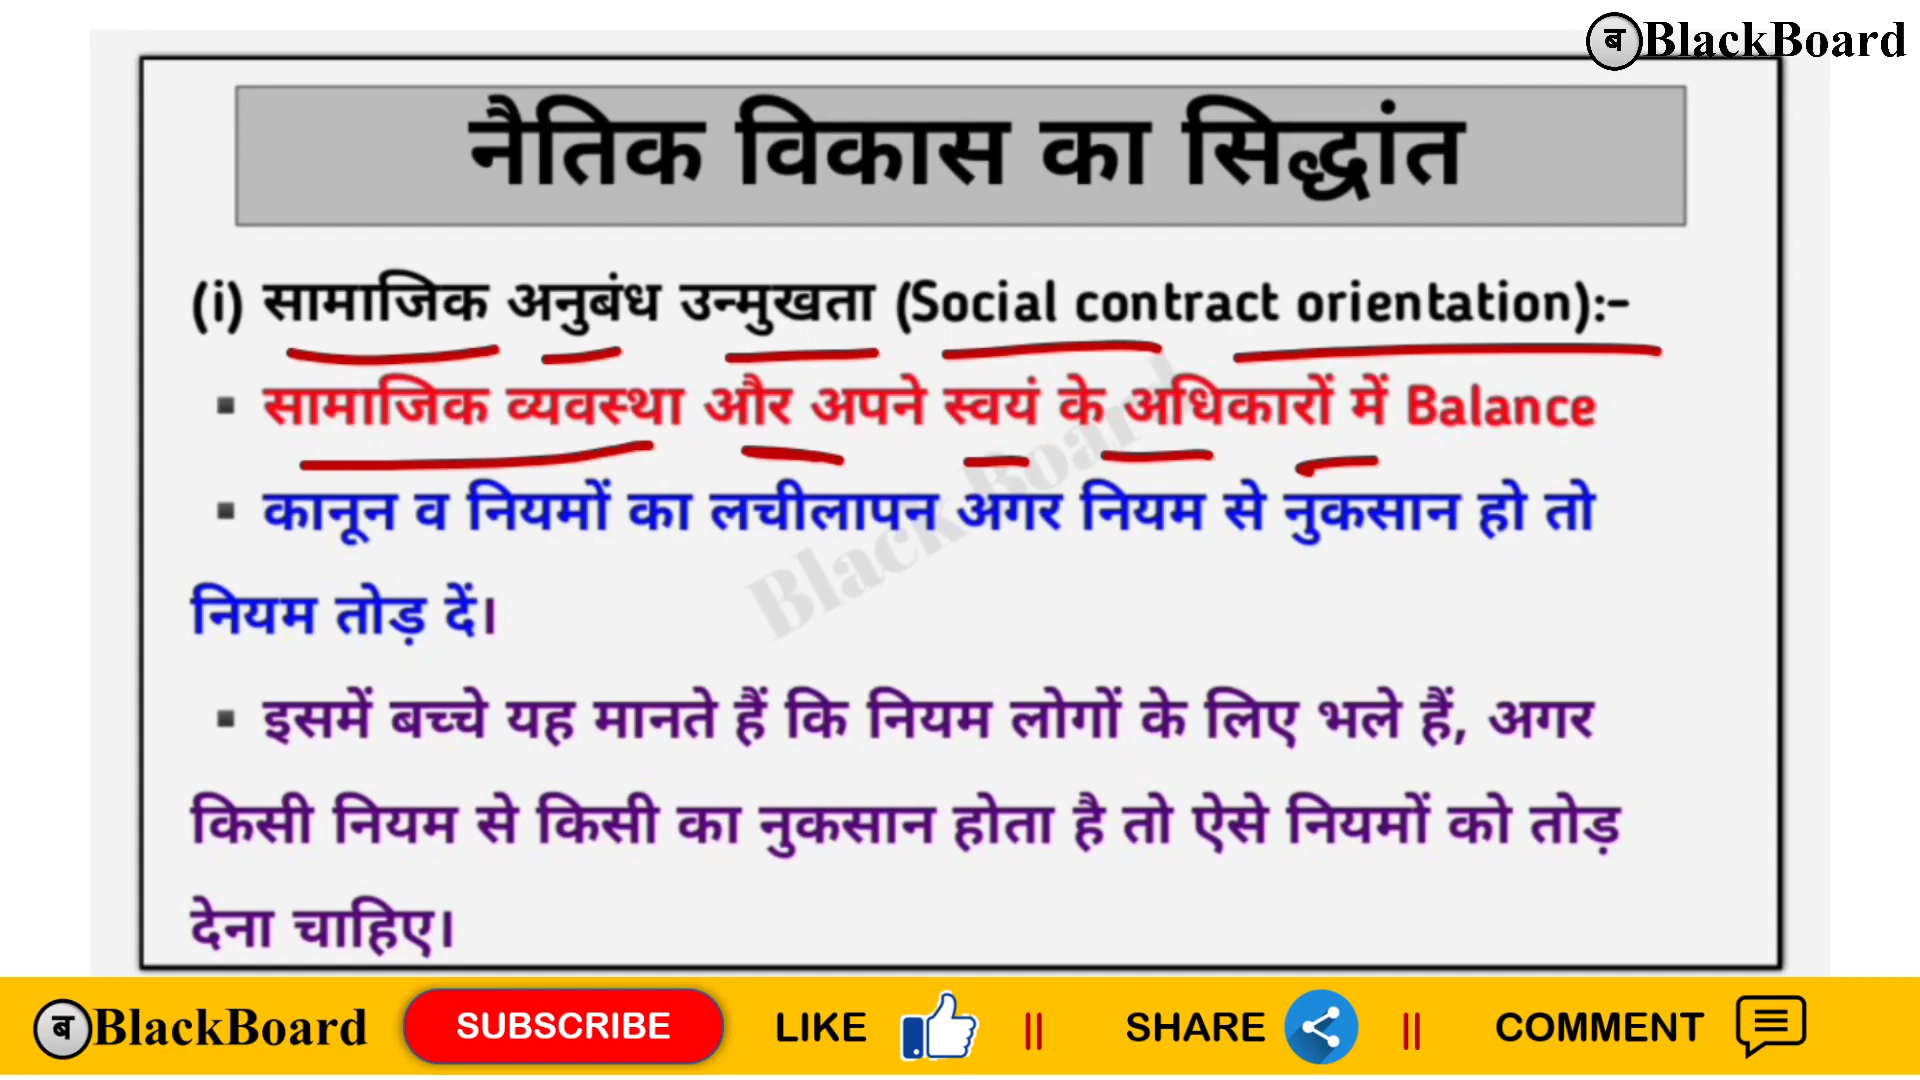 ब BlackBoard
नैतिक विकास का सिद्धांत
(i) सामाजिक अनुबंध उन्मुखता (Social contract orientation):-
▪ सामाजिक व्यवस्था और अपने स्वयं के अधिकारों में Balance
▪ कानून व नियमों का लचीलापन अगर नियम से नुकसान हो तो
नियम तोड़ दें।
▪ इसमें बच्चे यह मानते हैं कि नियम लोगों के लिए भले हैं, अगर
किसी नियम से किसी का नुकसान होता है तो ऐसे नियमों को तोड़
देना चाहिए।
BlackBoard
ब BlackBoard SUBSCRIBE LIKE || SHARE || COMMENT